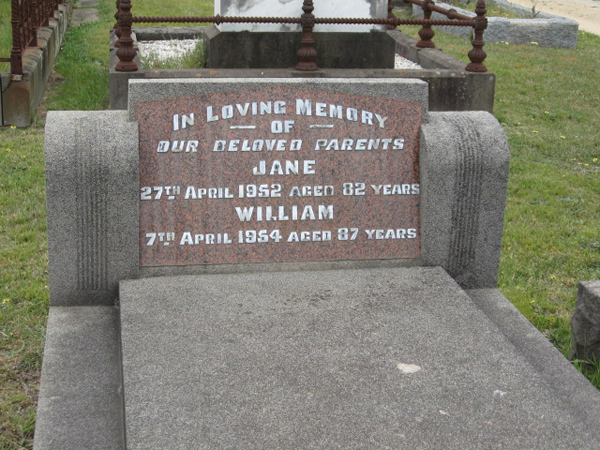 IN LOVING MEMORY
OF
OUR BELOVED PARENTS
JANE
27TH APRIL 1952 AGED 82 YEARS
WILLIAM
7TH APRIL 1954 AGED 87 YEARS.